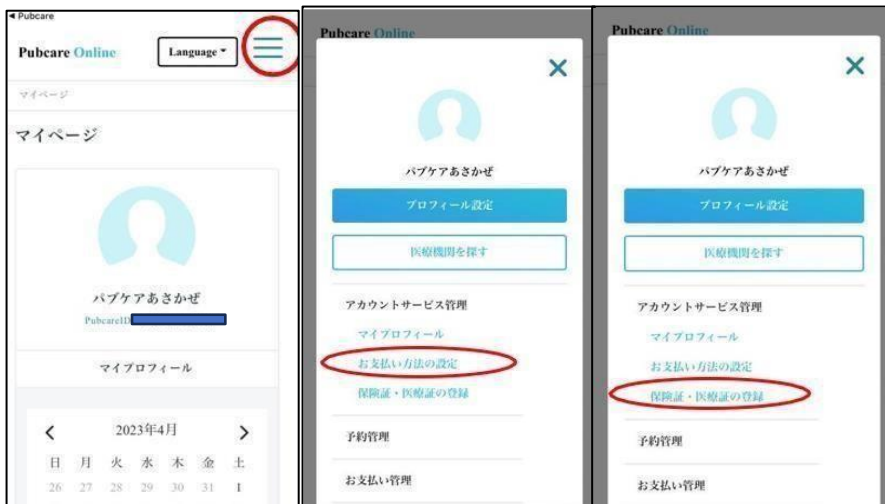 ◀ Pubcare
Pubcare Online
Language
マイページ
マイページ
パブケアあさかぜ
PubcareID
マイプロフィール
2023年4月
日 月 火 水 木 金 土
26 27 28 29 30 31 1
Pubcare Online
パブケアあさかぜ
プロフィール設定
医療機関を探す
アカウントサービス管理
マイプロフィール
お支払い方法の設定
保険証・医療証の登録
予約管理
お支払い管理
Pubcare Online
パブケアあさかぜ
プロフィール設定
医療機関を探す
アカウントサービス管理
マイプロフィール
お支払い方法の設定
保険証・医療証の登録
予約管理
お支払い管理